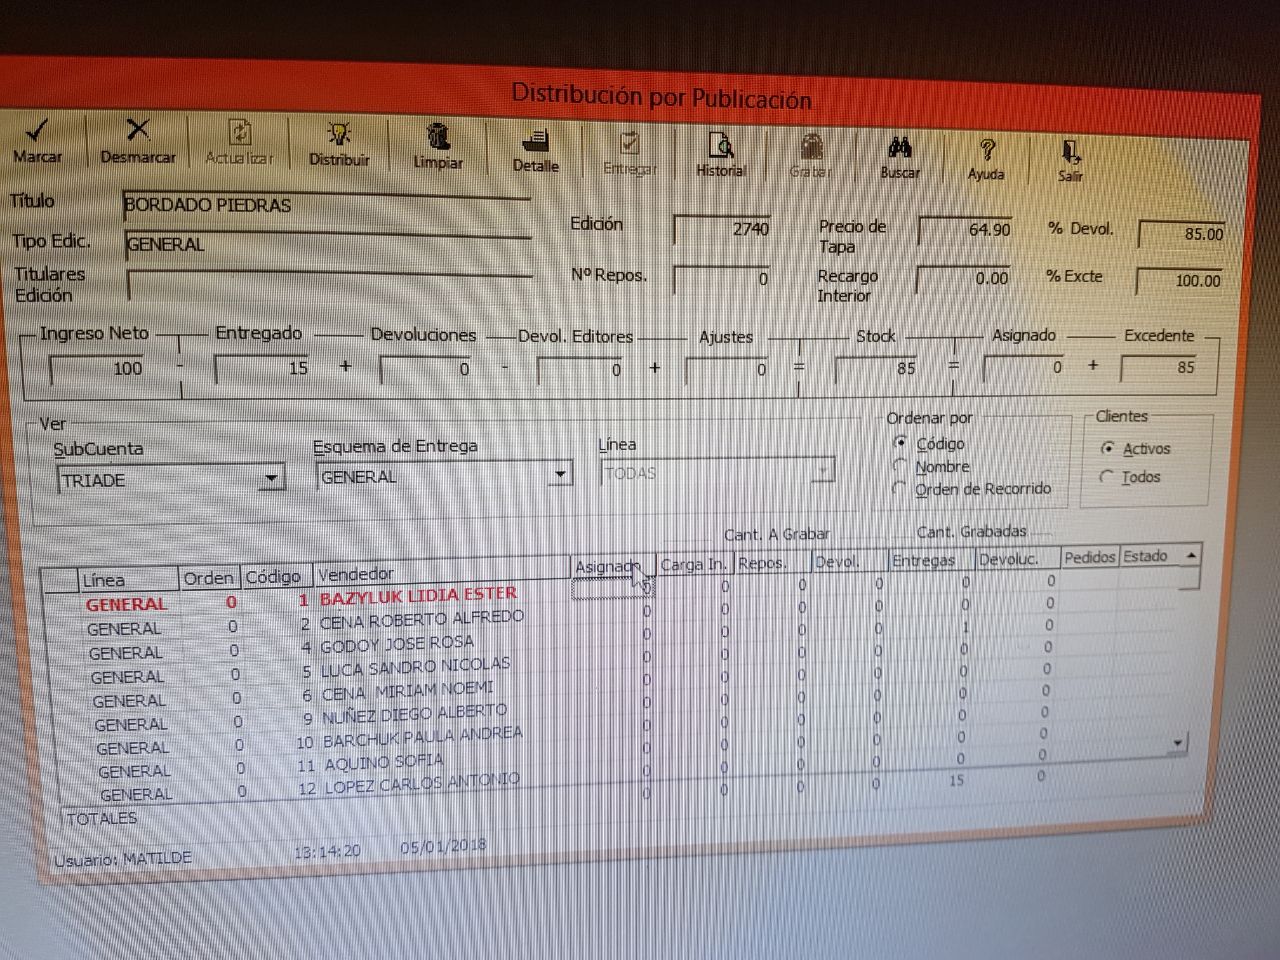 Distribución por Publicación
Marcar Desmarcar Actualizar Distribuir Limpiar Detalle Entregar Historial Grabar Buscar Ayuda Salir
Título BORDADO PIEDRAS
Edición 2740 Precio de Tapa 64.90 % Devol. 85.00
Tipo Edic. GENERAL
Titulares Edición
Nº Repos. 0 Recargo Interior 0.00 % Excte 100.00
Ingreso Neto Entregado Devoluciones Devol. Editores Ajustes Stock Asignado Excedente
100 - 15 + 0 - 0 + 0 = 85 = 0 + 85
Ver
SubCuenta Esquema de Entrega Línea
TRIADE GENERAL TODAS
Ordenar por
Código
Nombre
Orden de Recorrido
Clientes
Activos
Todos
Cant. A Grabar Cant. Grabadas
Línea Orden Código Vendedor Asignado Carga In. Repos. Devol. Entregas Devoluc. Pedidos Estado
GENERAL 0 1 BAZYLUK LIDIA ESTER 0 0 0 0 0
GENERAL 0 2 CENA ROBERTO ALFREDO 0 0 0 0 0 0
GENERAL 0 4 GODOY JOSE ROSA 0 0 0 0 1 0
GENERAL 0 5 LUCA SANDRO NICOLAS 0 0 0 0 0 0
GENERAL 0 6 CENA MIRIAM NOEMI 0 0 0 0 0 0
GENERAL 0 9 NUÑEZ DIEGO ALBERTO 0 0 0 0 0 0
GENERAL 0 10 BARCHUK PAULA ANDREA 0 0 0 0 0 0
GENERAL 0 11 AQUINO SOFIA 0 0 0 0 0 0
GENERAL 0 12 LOPEZ CARLOS ANTONIO 0 0 0 0 0 0
TOTALES 0 0 0 0 15 0
Usuario: MATILDE 13:14:20 05/01/2018